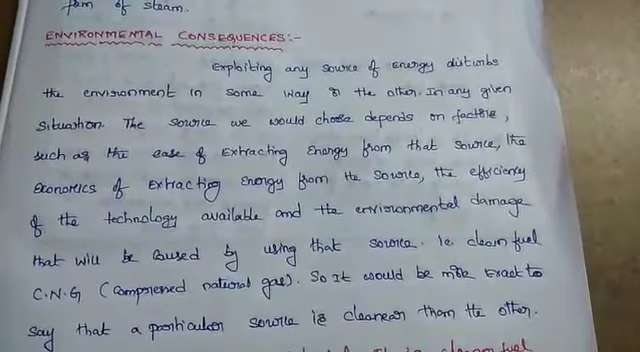 form of steam.
ENVIRONMENTAL CONSEQUENCES:-
Exploiting any source of Energy disturbs
the environment in some way or the other. In any given
situation. The source we would choose depends on factors,
such as the ease of Extracting Energy from that source, the
Economics of Extracting Energy from the source, the efficiency
of the technology available and the environmental damage
that will be caused by using that source. ie. clean fuel
C.N.G (compressed natural gas). So it would be more Exact to
say that a particular source is cleanear tham the other.